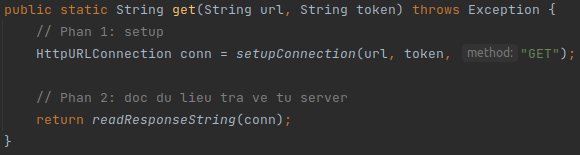 public static String get(String url, String token) throws Exception {
// Phan 1: setup
HttpURLConnection conn = setupConnection(url, token, method: "GET");
// Phan 2: doc du lieu tra ve tu server
return readResponseString(conn);
}